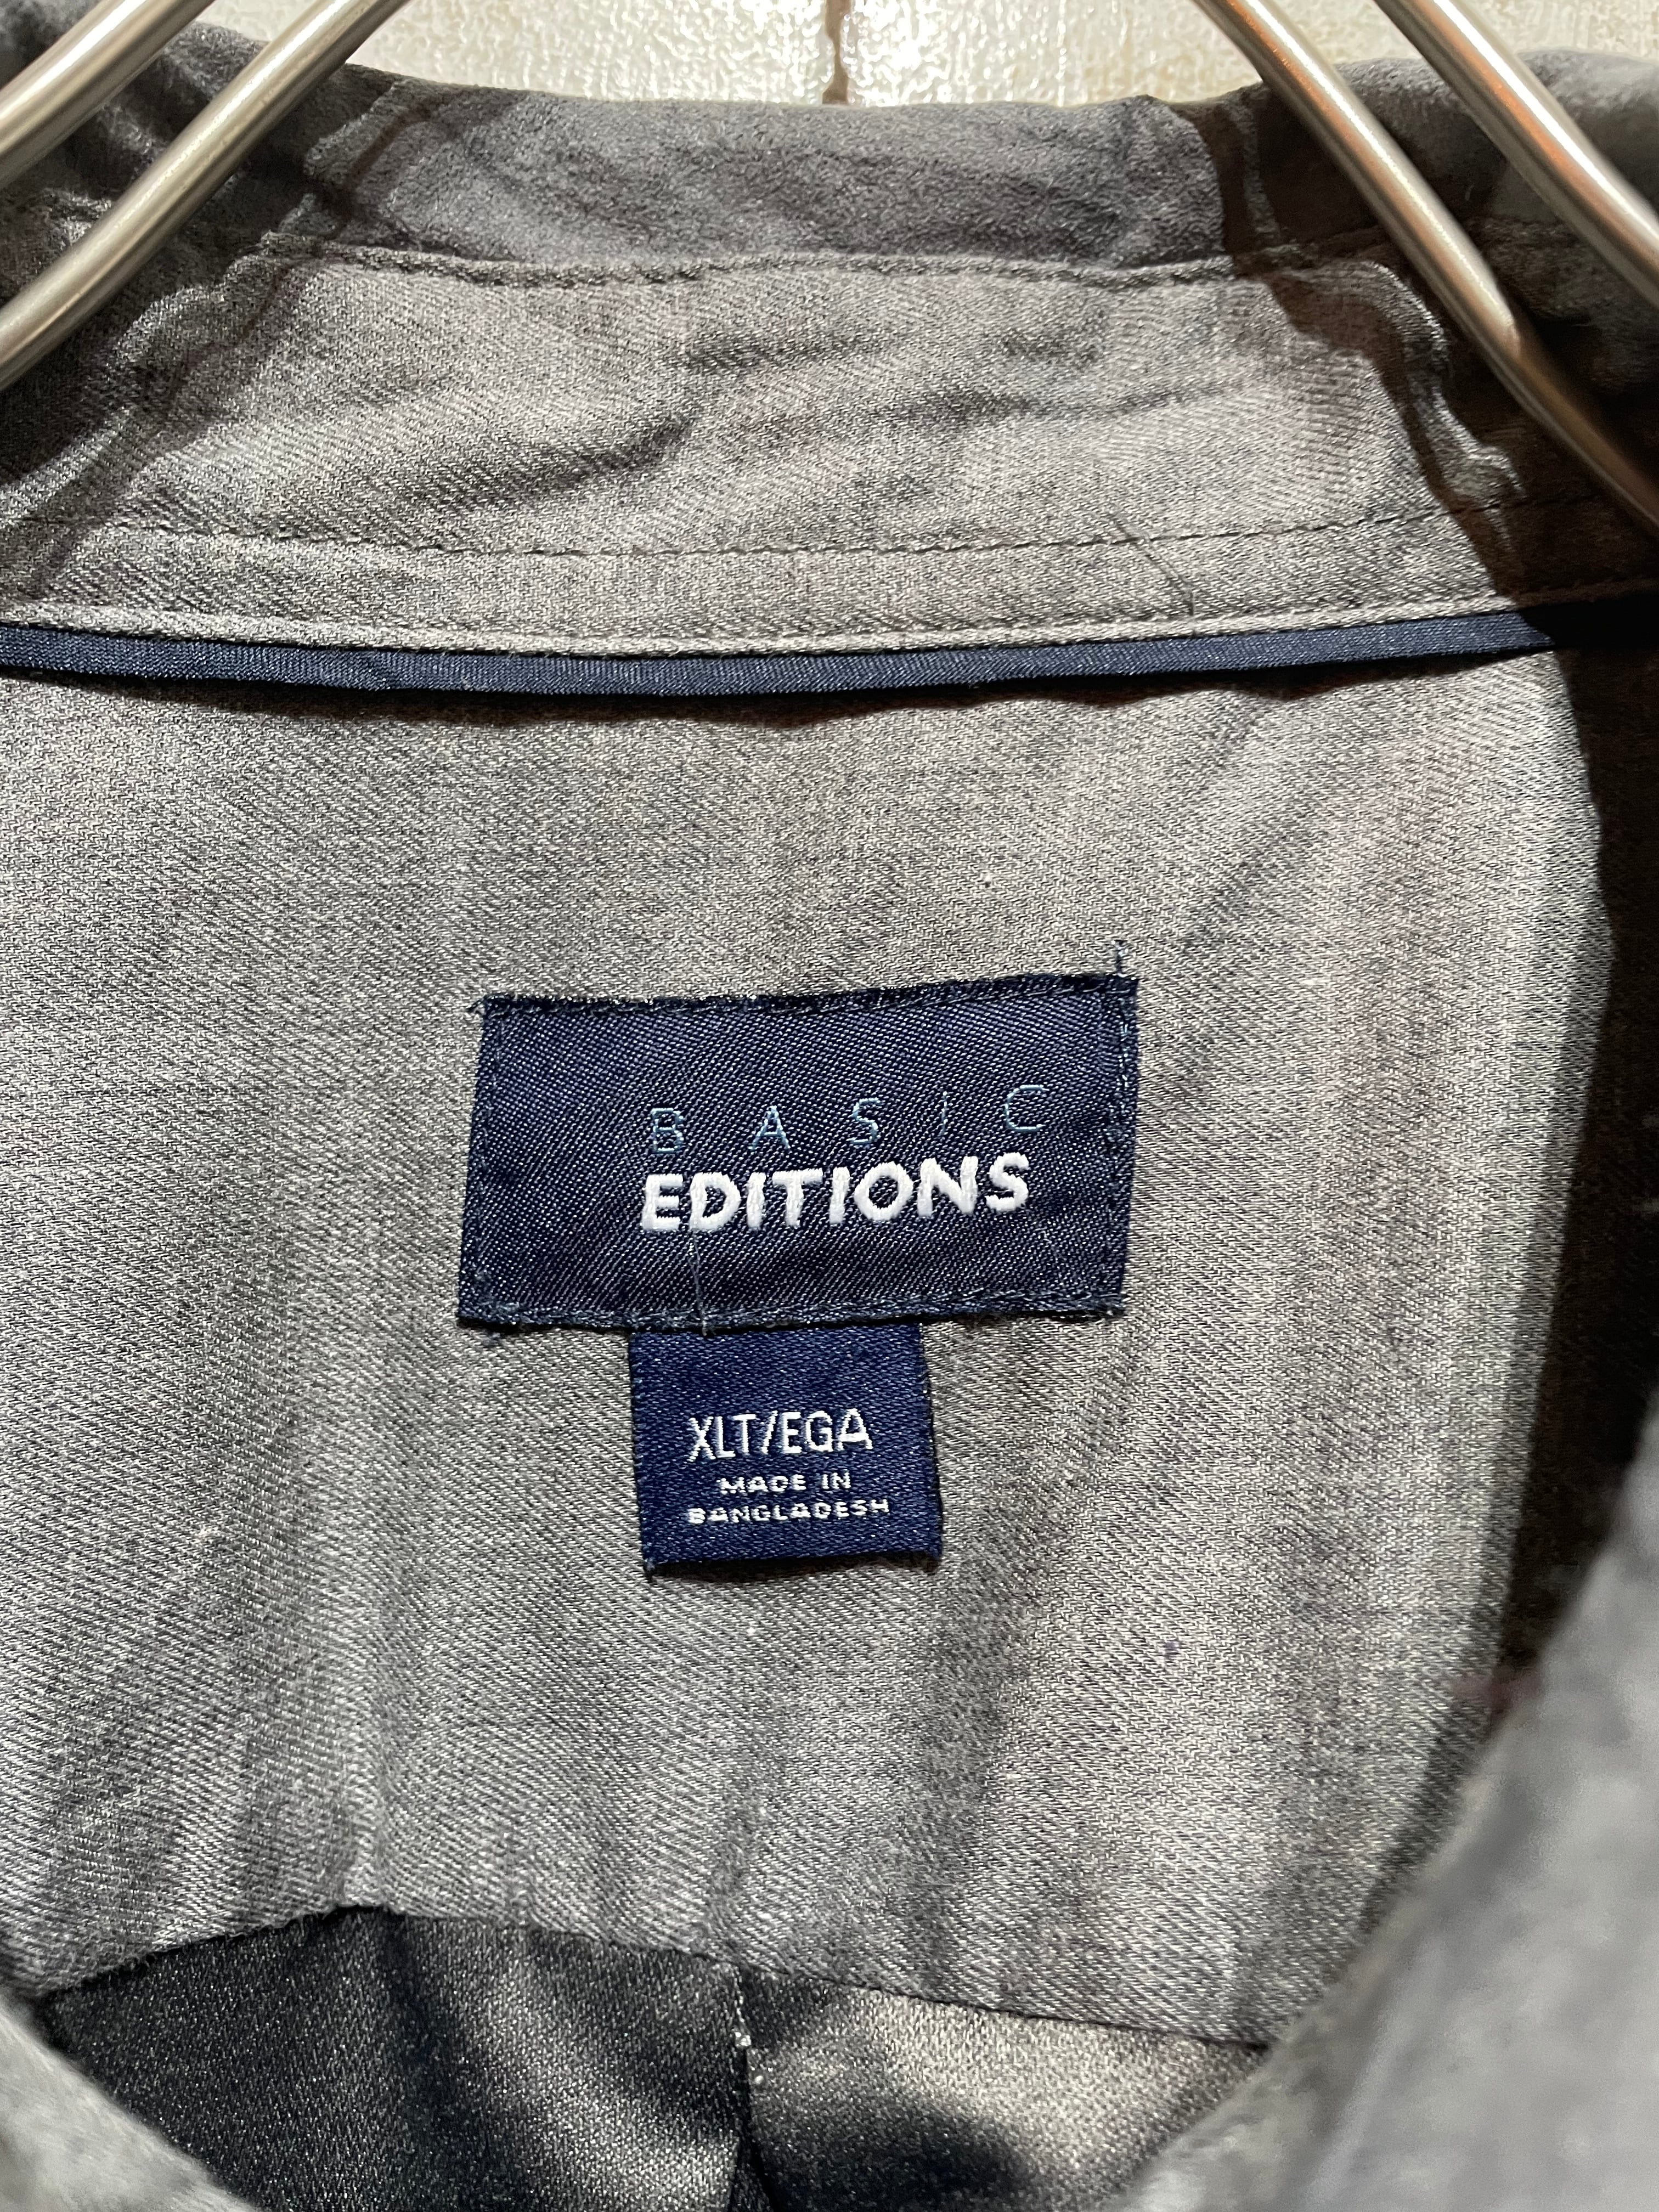 BASIC
EDITIONS
XLT/EGA
MADE IN
BANGLADESH